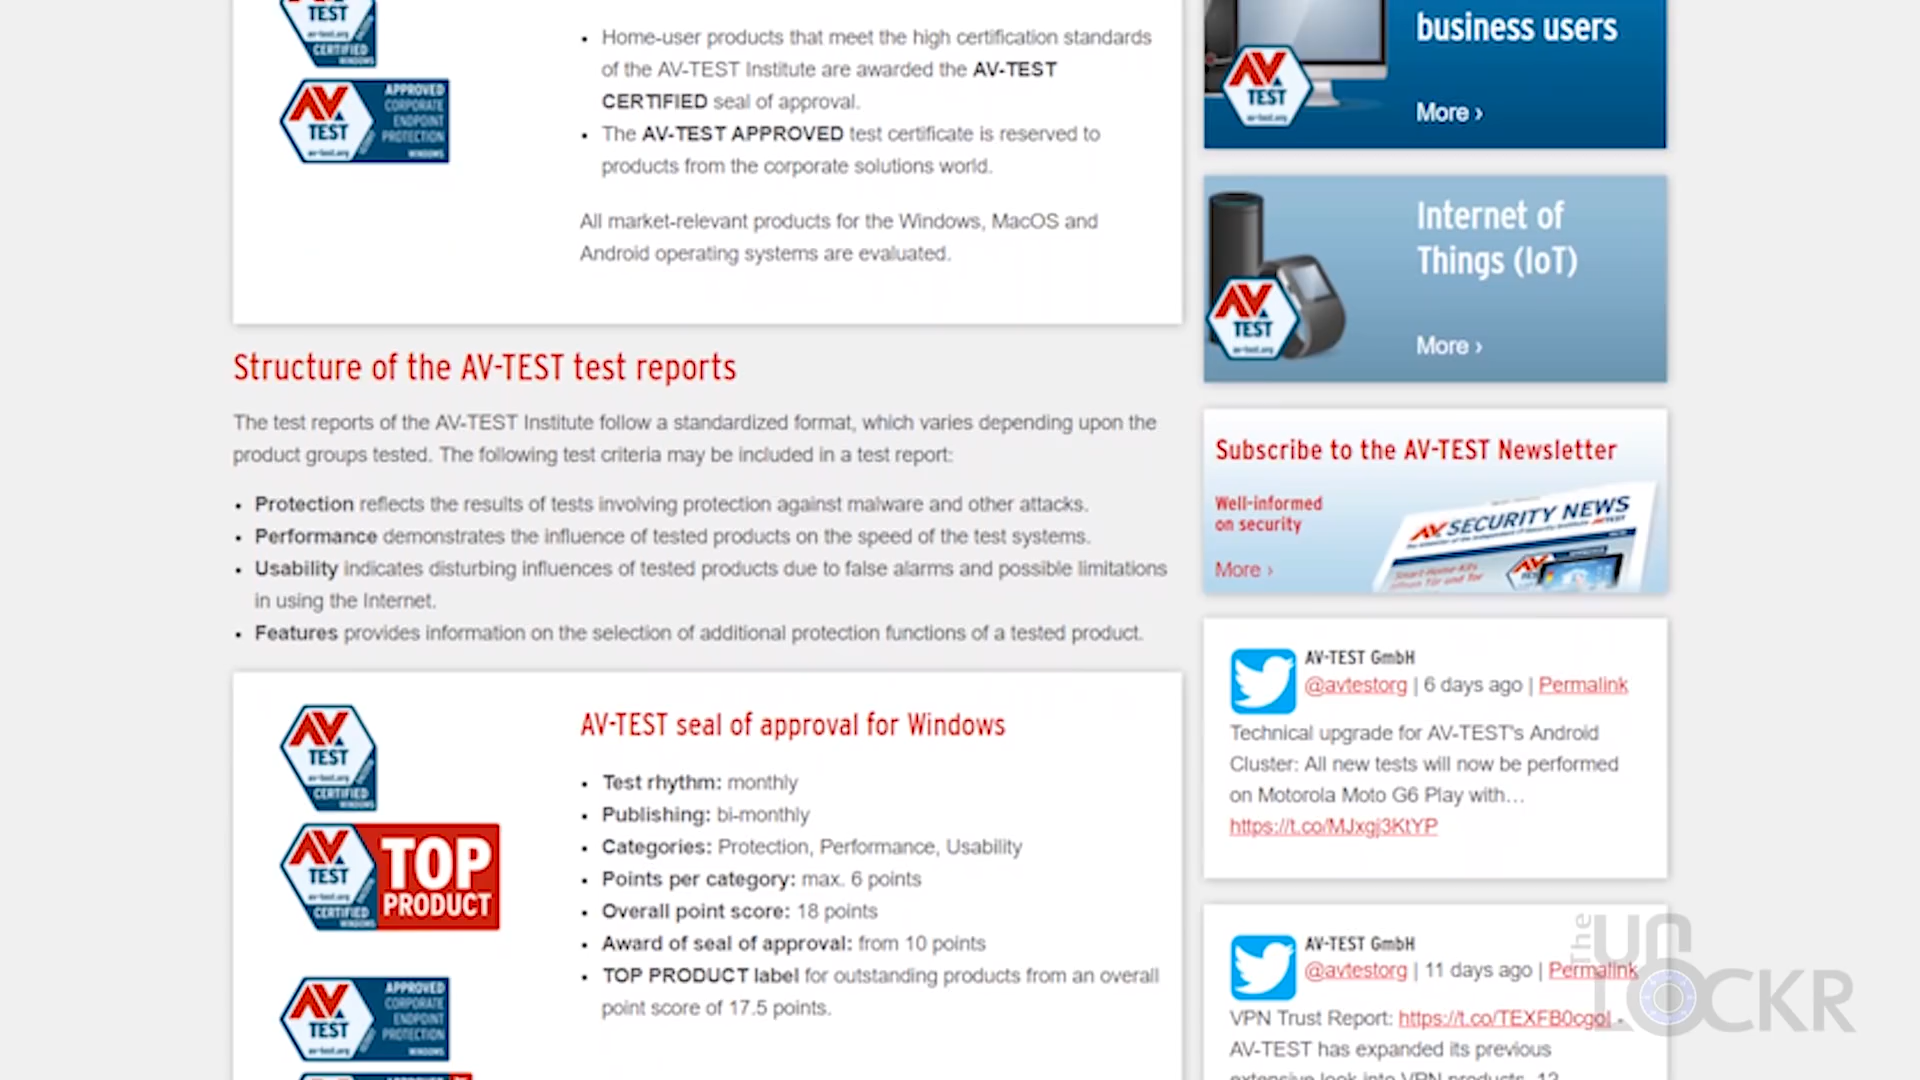 TEST
CERTIFIED
WINDOWS
AV
TEST
av-test.org
APPROVED
CORPORATE
ENDPOINT
PROTECTION
WINDOWS
• Home-user products that meet the high certification standards
of the AV-TEST Institute are awarded the AV-TEST
CERTIFIED seal of approval.
• The AV-TEST APPROVED test certificate is reserved to
products from the corporate solutions world.
All market-relevant products for the Windows, MacOS and
Android operating systems are evaluated.
Structure of the AV-TEST test reports
The test reports of the AV-TEST Institute follow a standardized format, which varies depending upon the
product groups tested. The following test criteria may be included in a test report:
• Protection reflects the results of tests involving protection against malware and other attacks.
• Performance demonstrates the influence of tested products on the speed of the test systems.
• Usability indicates disturbing influences of tested products due to false alarms and possible limitations
in using the Internet.
• Features provides information on the selection of additional protection functions of a tested product.
AV
TEST
av-test.org
CERTIFIED
WINDOWS
AV
TEST
av-test.org
CERTIFIED
WINDOWS
TOP
PRODUCT
AV
TEST
av-test.org
APPROVED
CORPORATE
ENDPOINT
PROTECTION
WINDOWS
AV-TEST seal of approval for Windows
• Test rhythm: monthly
• Publishing: bi-monthly
• Categories: Protection, Performance, Usability
• Points per category: max. 6 points
• Overall point score: 18 points
• Award of seal of approval: from 10 points
• TOP PRODUCT label for outstanding products from an overall
point score of 17.5 points.
business users
AV
TEST
av-test.org
More ›
Internet of
Things (IoT)
AV
TEST
av-test.org
More ›
Subscribe to the AV-TEST Newsletter
Well-informed
on security
More ›
AV SECURITY NEWS
AV-TEST GmbH
@avtestorg | 6 days ago | Permalink
Technical upgrade for AV-TEST's Android
Cluster: All new tests will now be performed
on Motorola Moto G6 Play with…
https://t.co/MJxgj3KtYP
AV-TEST GmbH
@avtestorg | 11 days ago | Permalink
VPN Trust Report: https://t.co/TEXFB0cgol -
AV-TEST has expanded its previous
extensive look into VPN products. 12
The
UN
LOCKR